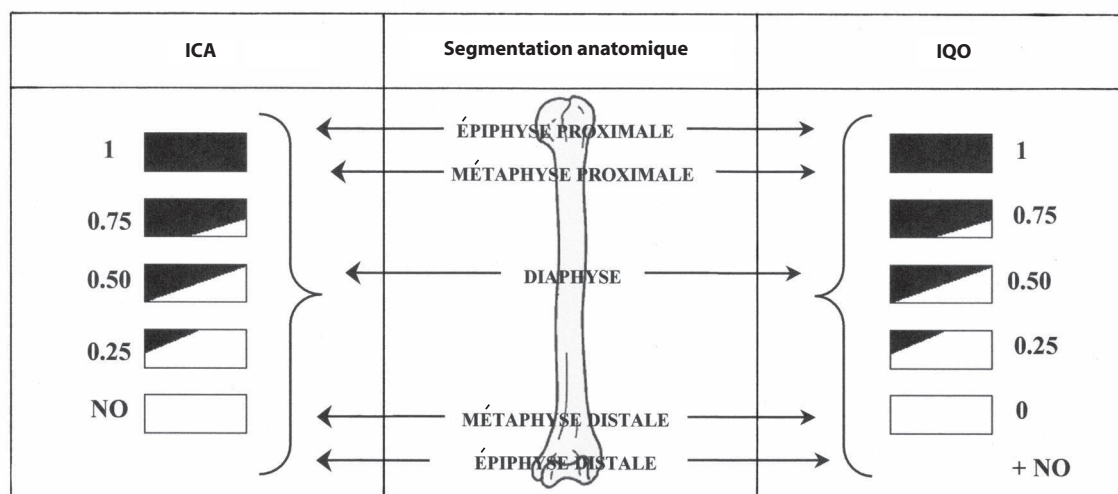 ICA
Segmentation anatomique
IQO
1
0.75
0.50
0.25
NO
ÉPIPHYSE PROXIMALE
MÉTAPHYSE PROXIMALE
DIAPHYSE
MÉTAPHYSE DISTALE
ÉPIPHYSE DISTALE
1
0.75
0.50
0.25
0
+ NO